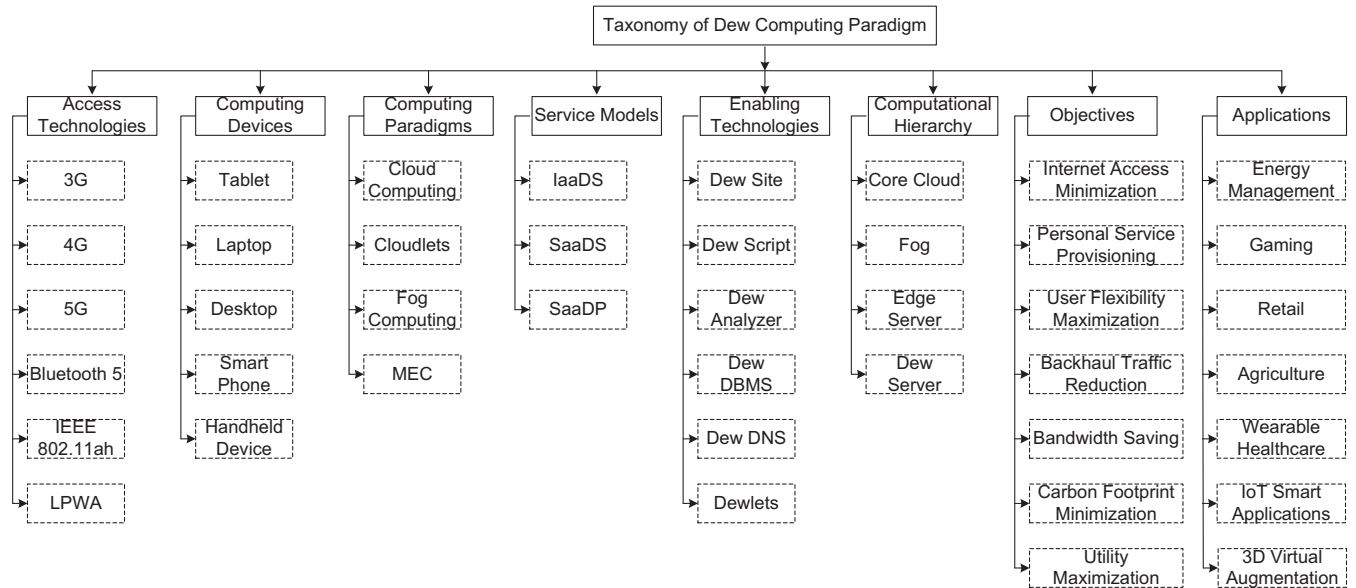 Taxonomy of Dew Computing Paradigm
Access
Technologies
3G
4G
5G
Bluetooth 5
IEEE
802.11ah
LPWA
Computing
Devices
Tablet
Laptop
Desktop
Smart
Phone
Handheld
Device
Computing
Paradigms
Cloud
Computing
Cloudlets
Fog
Computing
MEC
Service Models
IaaDS
SaaDS
SaaDP
Enabling
Technologies
Dew Site
Dew Script
Dew
Analyzer
Dew
DBMS
Dew DNS
Dewlets
Computational
Hierarchy
Core Cloud
Fog
Edge
Server
Dew
Server
Objectives
Internet Access
Minimization
Personal Service
Provisioning
User Flexibility
Maximization
Backhaul Traffic
Reduction
Bandwidth Saving
Carbon Footprint
Minimization
Utility
Maximization
Applications
Energy
Management
Gaming
Retail
Agriculture
Wearable
Healthcare
IoT Smart
Applications
3D Virtual
Augmentation